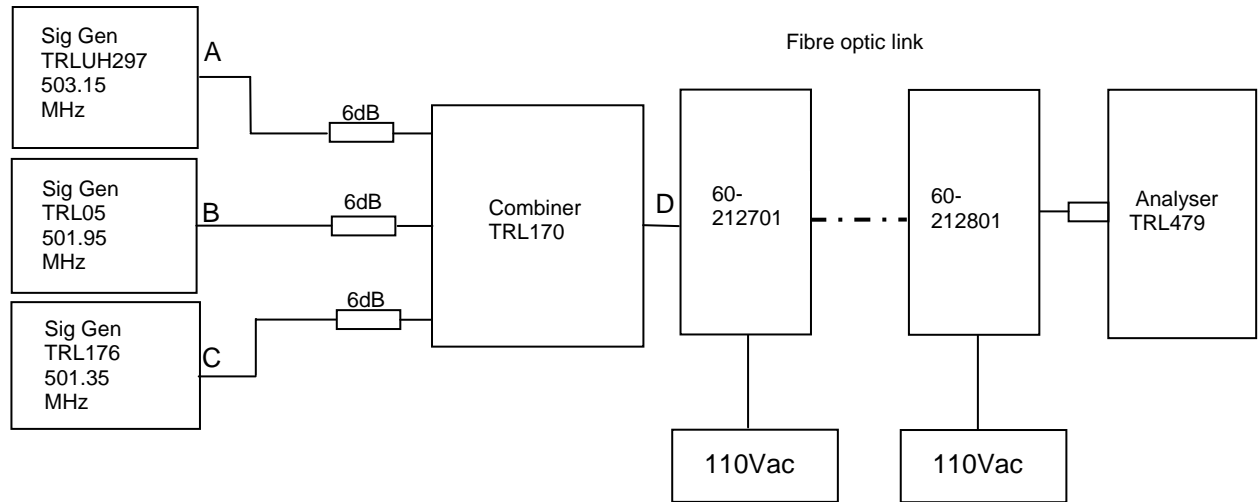 Sig Gen
TRLUH297
503.15
MHz
A
6dB
Fibre optic link
Sig Gen
TRL05
501.95
MHz
B
6dB
Combiner
TRL170
D
60-
212701
60-
212801
Analyser
TRL479
Sig Gen
TRL176
501.35
MHz
C
6dB
110Vac
110Vac